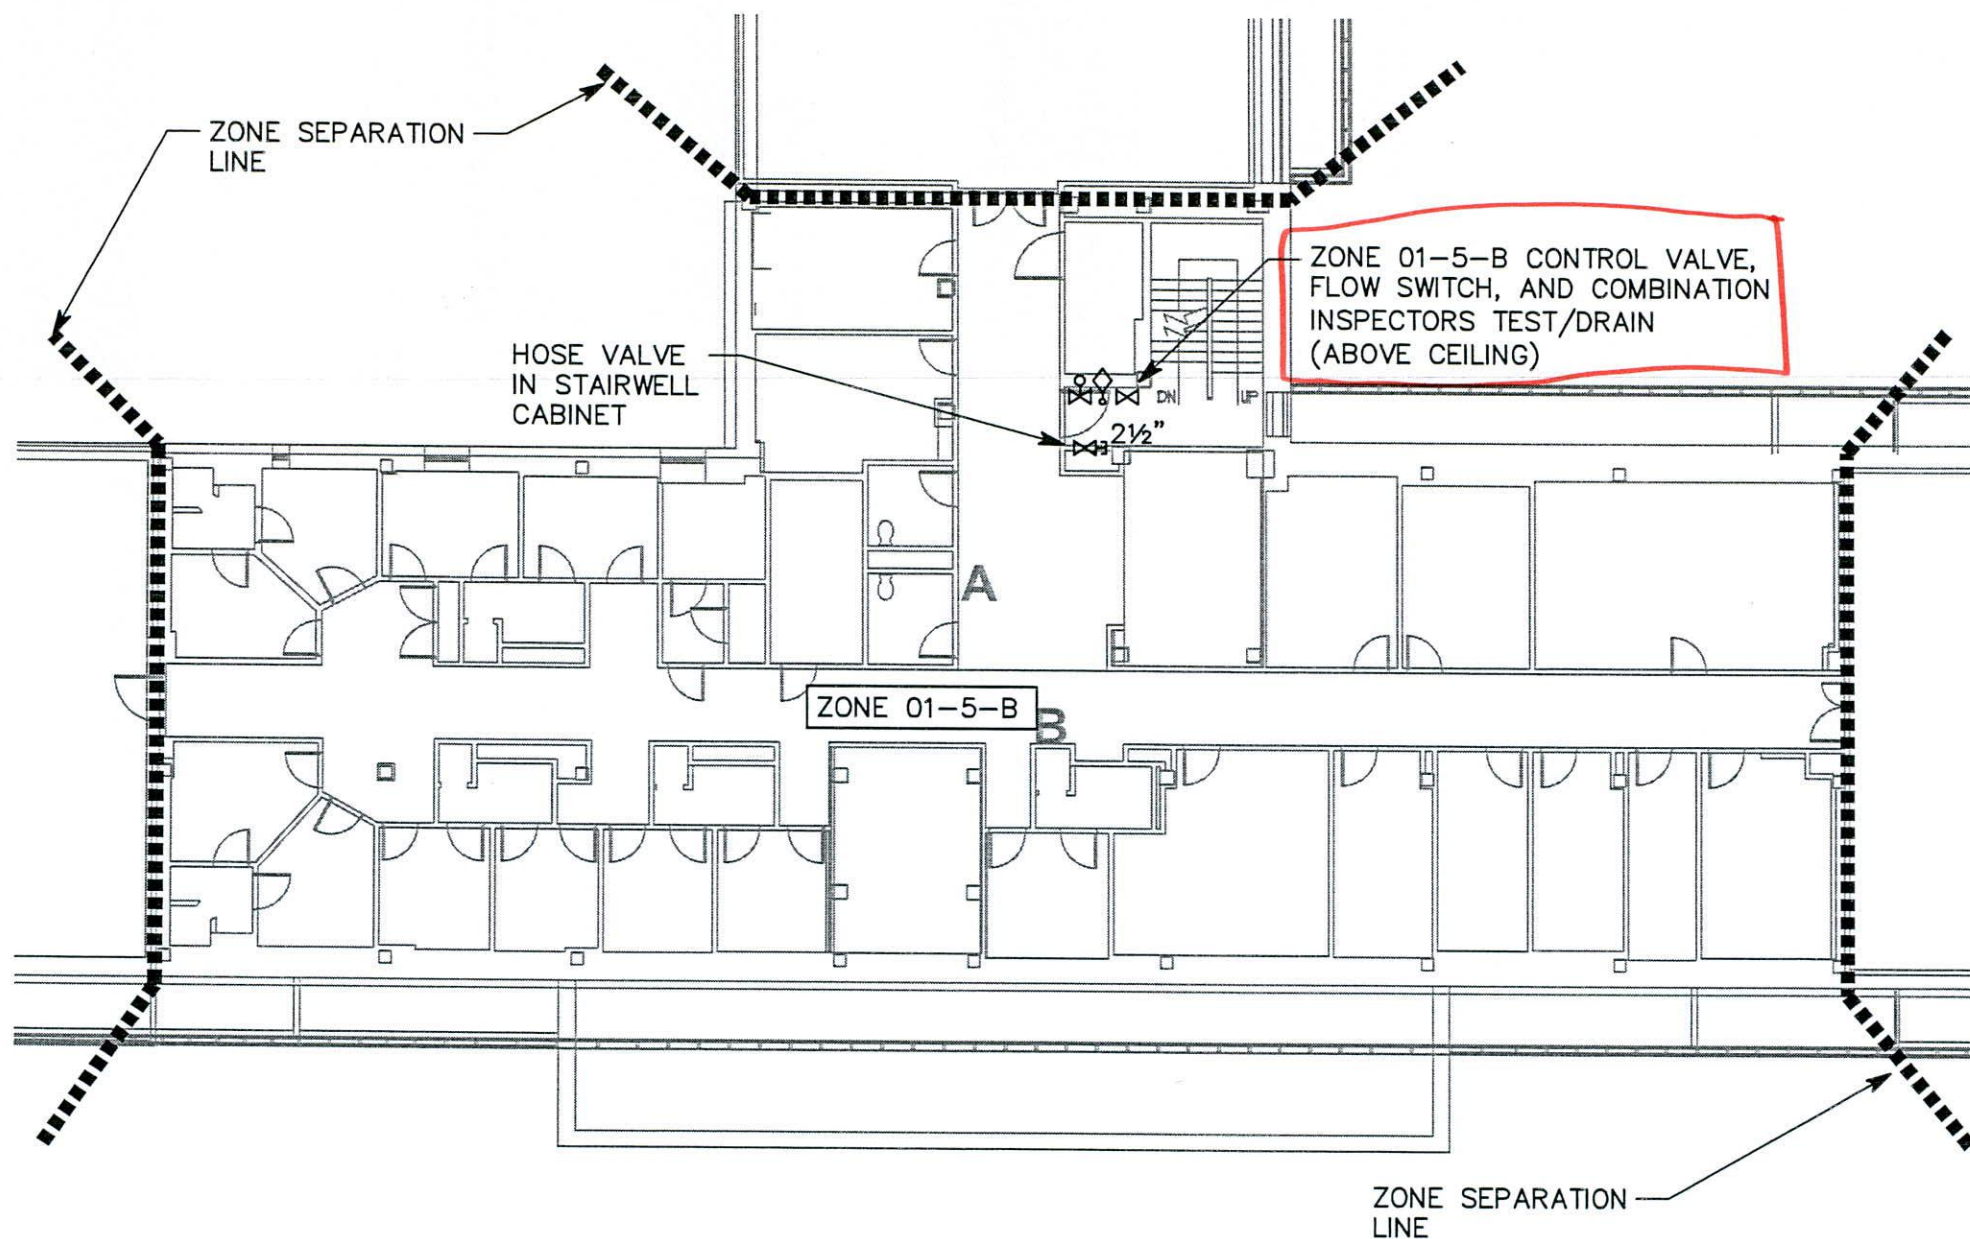 ZONE SEPARATION
LINE
ZONE 01-5-B CONTROL VALVE,
FLOW SWITCH, AND COMBINATION
INSPECTORS TEST/DRAIN
(ABOVE CEILING)
HOSE VALVE
IN STAIRWELL
CABINET
DN
UP
2½"
A
ZONE 01-5-B
B
ZONE SEPARATION
LINE